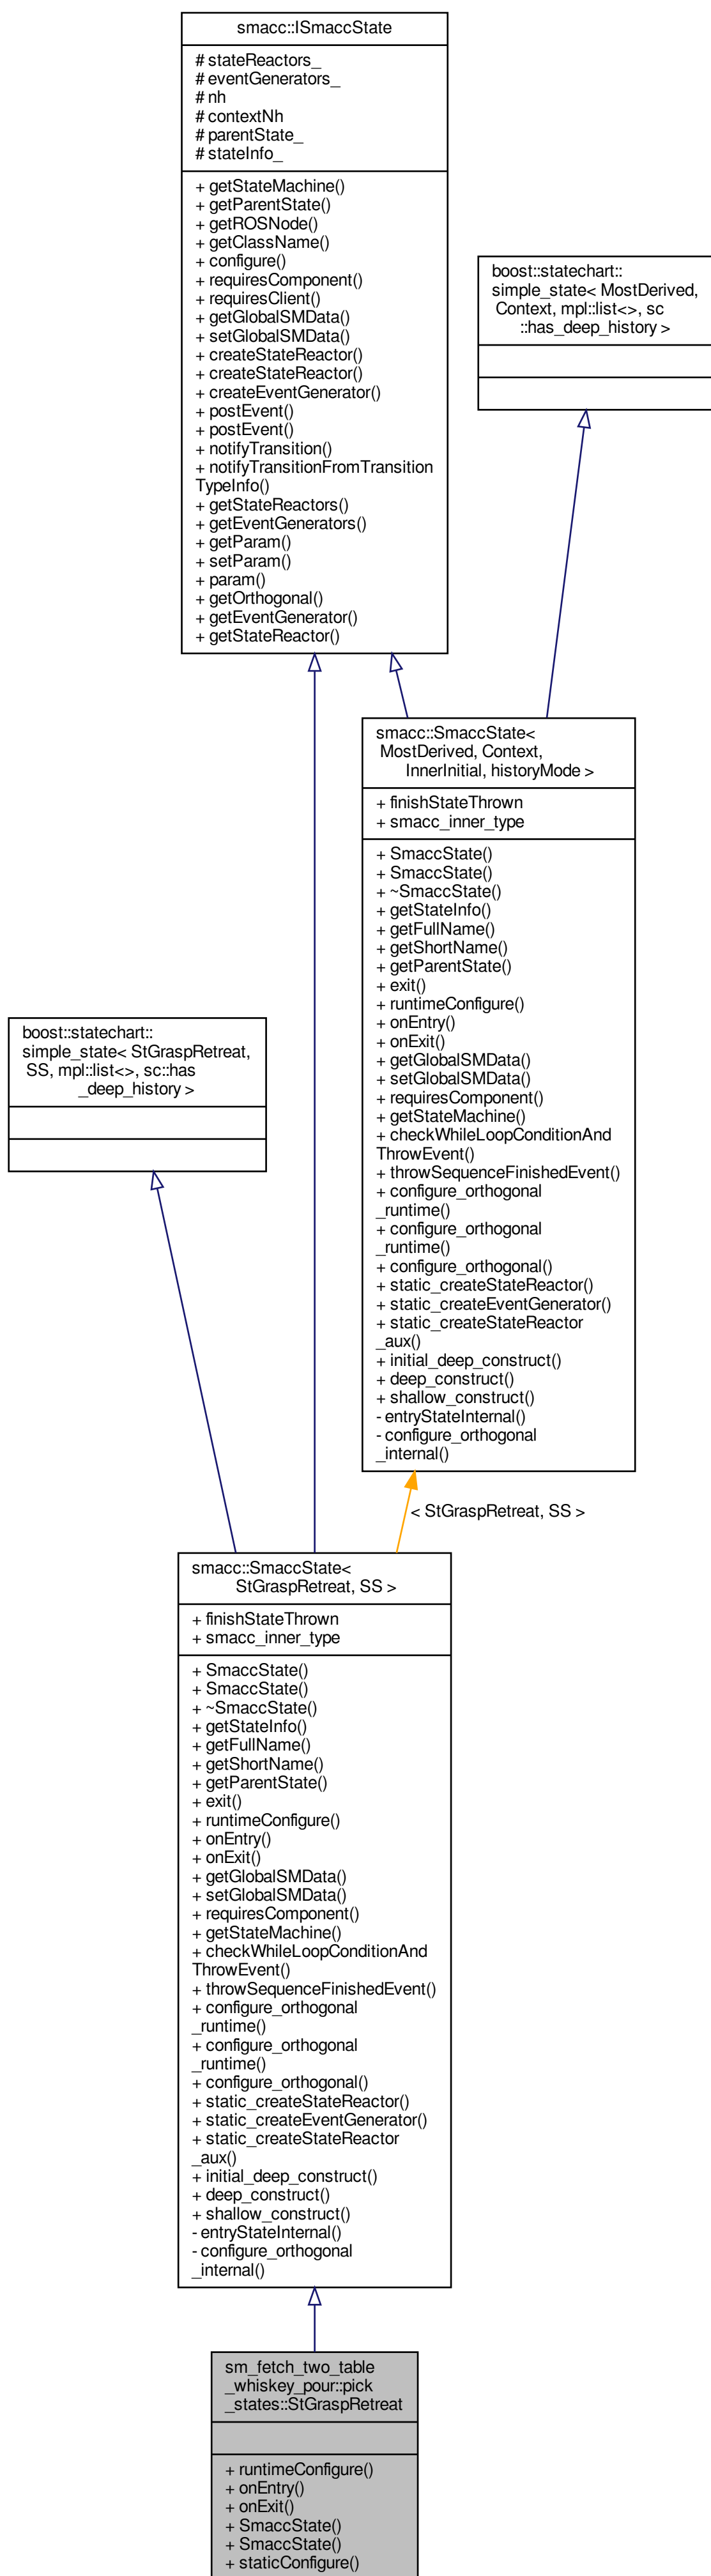 smacc::ISmaccState
# stateReactors_
# eventGenerators_
# nh
# contextNh
# parentState_
# stateInfo_
+ getStateMachine()
+ getParentState()
+ getROSNode()
+ getClassName()
+ configure()
+ requiresComponent()
+ requiresClient()
+ getGlobalSMData()
+ setGlobalSMData()
+ createStateReactor()
+ createStateReactor()
+ createEventGenerator()
+ postEvent()
+ postEvent()
+ notifyTransition()
+ notifyTransitionFromTransition
TypeInfo()
+ getStateReactors()
+ getEventGenerators()
+ getParam()
+ setParam()
+ param()
+ getOrthogonal()
+ getEventGenerator()
+ getStateReactor()
boost::statechart::
simple_state< MostDerived,
Context, mpl::list<>, sc
::has_deep_history >
smacc::SmaccState<
MostDerived, Context,
InnerInitial, historyMode >
+ finishStateThrown
+ smacc_inner_type
+ SmaccState()
+ SmaccState()
+ ~SmaccState()
+ getStateInfo()
+ getFullName()
+ getShortName()
+ getParentState()
+ exit()
+ runtimeConfigure()
+ onEntry()
+ onExit()
+ getGlobalSMData()
+ setGlobalSMData()
+ requiresComponent()
+ getStateMachine()
+ checkWhileLoopConditionAnd
ThrowEvent()
+ throwSequenceFinishedEvent()
+ configure_orthogonal
_runtime()
+ configure_orthogonal
_runtime()
+ configure_orthogonal()
+ static_createStateReactor()
+ static_createEventGenerator()
+ static_createStateReactor
_aux()
+ initial_deep_construct()
+ deep_construct()
+ shallow_construct()
- entryStateInternal()
- configure_orthogonal
_internal()
boost::statechart::
simple_state< StGraspRetreat,
SS, mpl::list<>, sc::has
_deep_history >
< StGraspRetreat, SS >
smacc::SmaccState<
StGraspRetreat, SS >
+ finishStateThrown
+ smacc_inner_type
+ SmaccState()
+ SmaccState()
+ ~SmaccState()
+ getStateInfo()
+ getFullName()
+ getShortName()
+ getParentState()
+ exit()
+ runtimeConfigure()
+ onEntry()
+ onExit()
+ getGlobalSMData()
+ setGlobalSMData()
+ requiresComponent()
+ getStateMachine()
+ checkWhileLoopConditionAnd
ThrowEvent()
+ throwSequenceFinishedEvent()
+ configure_orthogonal
_runtime()
+ configure_orthogonal
_runtime()
+ configure_orthogonal()
+ static_createStateReactor()
+ static_createEventGenerator()
+ static_createStateReactor
_aux()
+ initial_deep_construct()
+ deep_construct()
+ shallow_construct()
- entryStateInternal()
- configure_orthogonal
_internal()
sm_fetch_two_table
_whiskey_pour::pick
_states::StGraspRetreat
+ runtimeConfigure()
+ onEntry()
+ onExit()
+ SmaccState()
+ SmaccState()
+ staticConfigure()